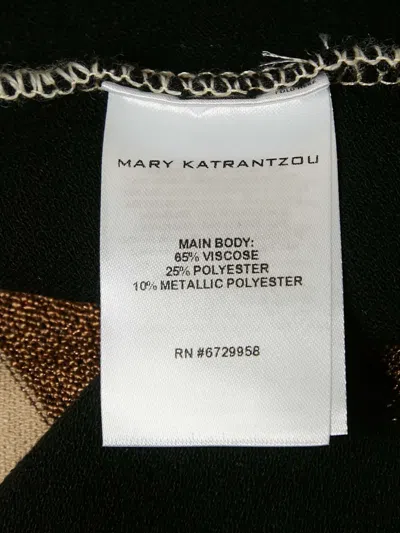 MARY KATRANTZOU
MAIN BODY:
65% VISCOSE
25% POLYESTER
10% METALLIC POLYESTER
RN #6729958